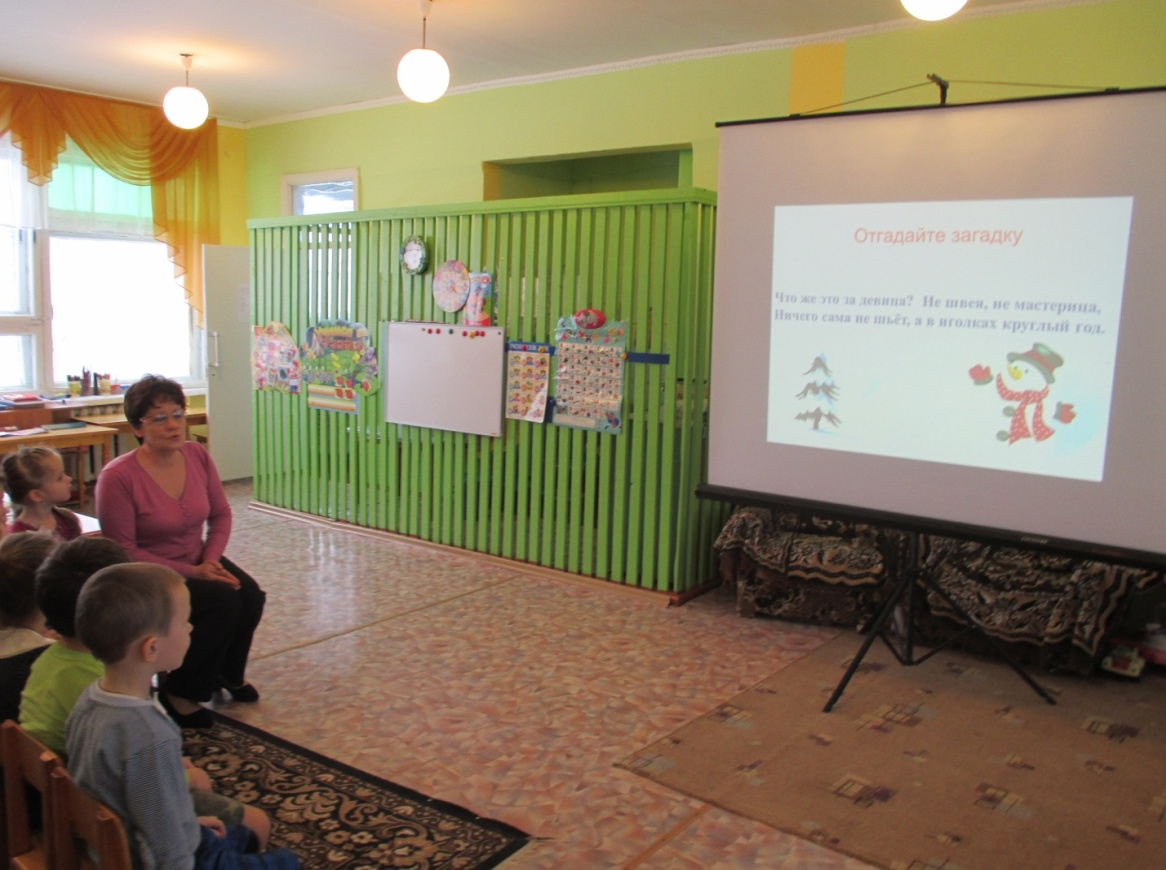 Отгадайте загадку
Что же это за девица? Не швея, не мастерица,
Ничего сама не шьёт, а в иголках круглый год.